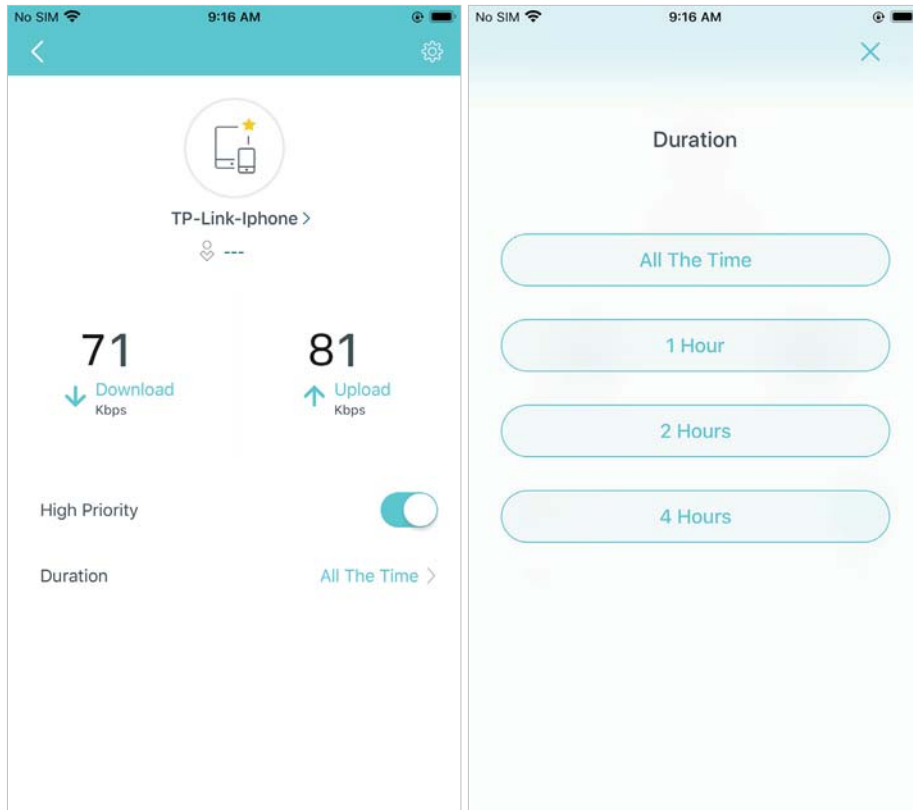 No SIM
9:16 AM
TP-Link-Iphone >
---
71
Download
Kbps
81
Upload
Kbps
High Priority
Duration
All The Time >
No SIM
9:16 AM
Duration
All The Time
1 Hour
2 Hours
4 Hours